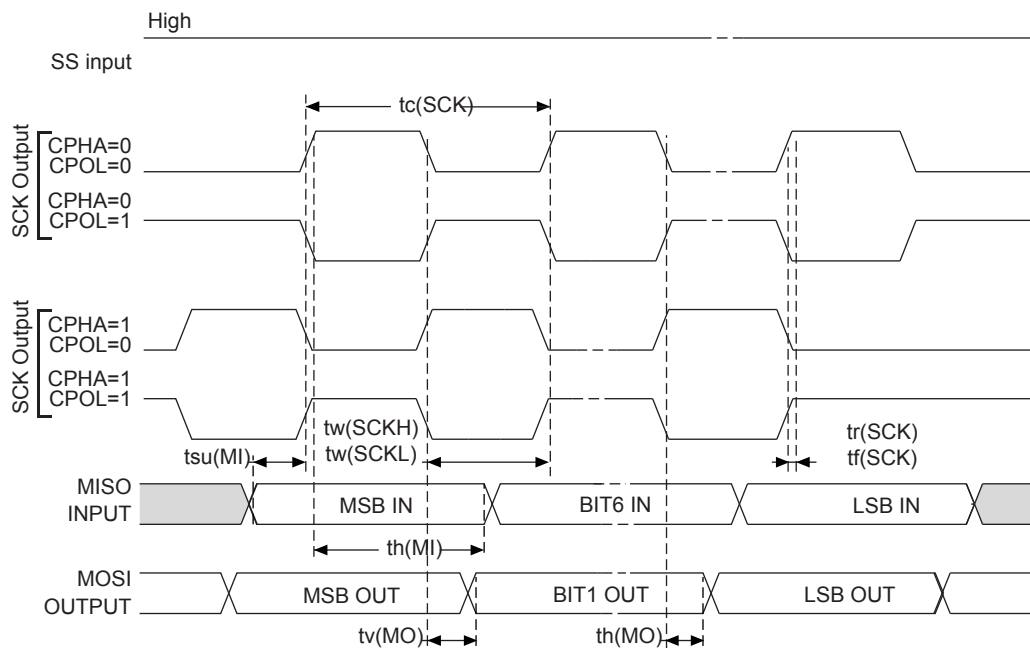 High
SS input
tc(SCK)
SCK Output
CPHA=0
CPOL=0
CPHA=0
CPOL=1
SCK Output
CPHA=1
CPOL=0
CPHA=1
CPOL=1
tw(SCKH)
tw(SCKL)
tr(SCK)
tf(SCK)
tsu(MI)
MISO
INPUT
MSB IN
BIT6 IN
LSB IN
th(MI)
MOSI
OUTPUT
MSB OUT
BIT1 OUT
LSB OUT
tv(MO)
th(MO)